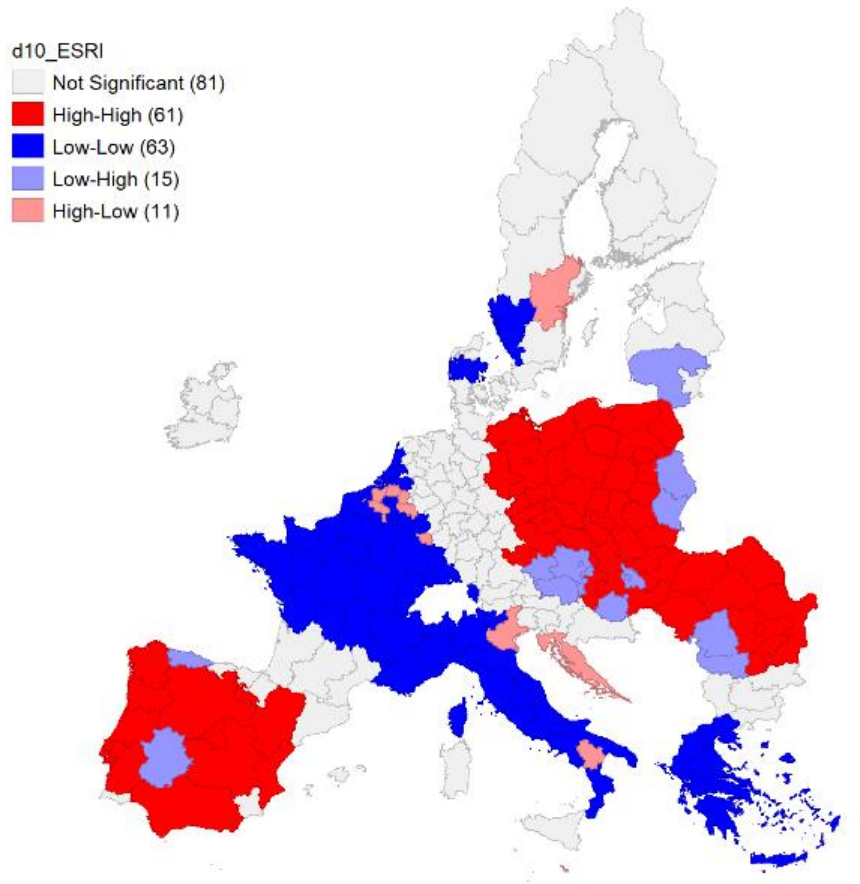 d10_ESRI
Not Significant (81)
High-High (61)
Low-Low (63)
Low-High (15)
High-Low (11)